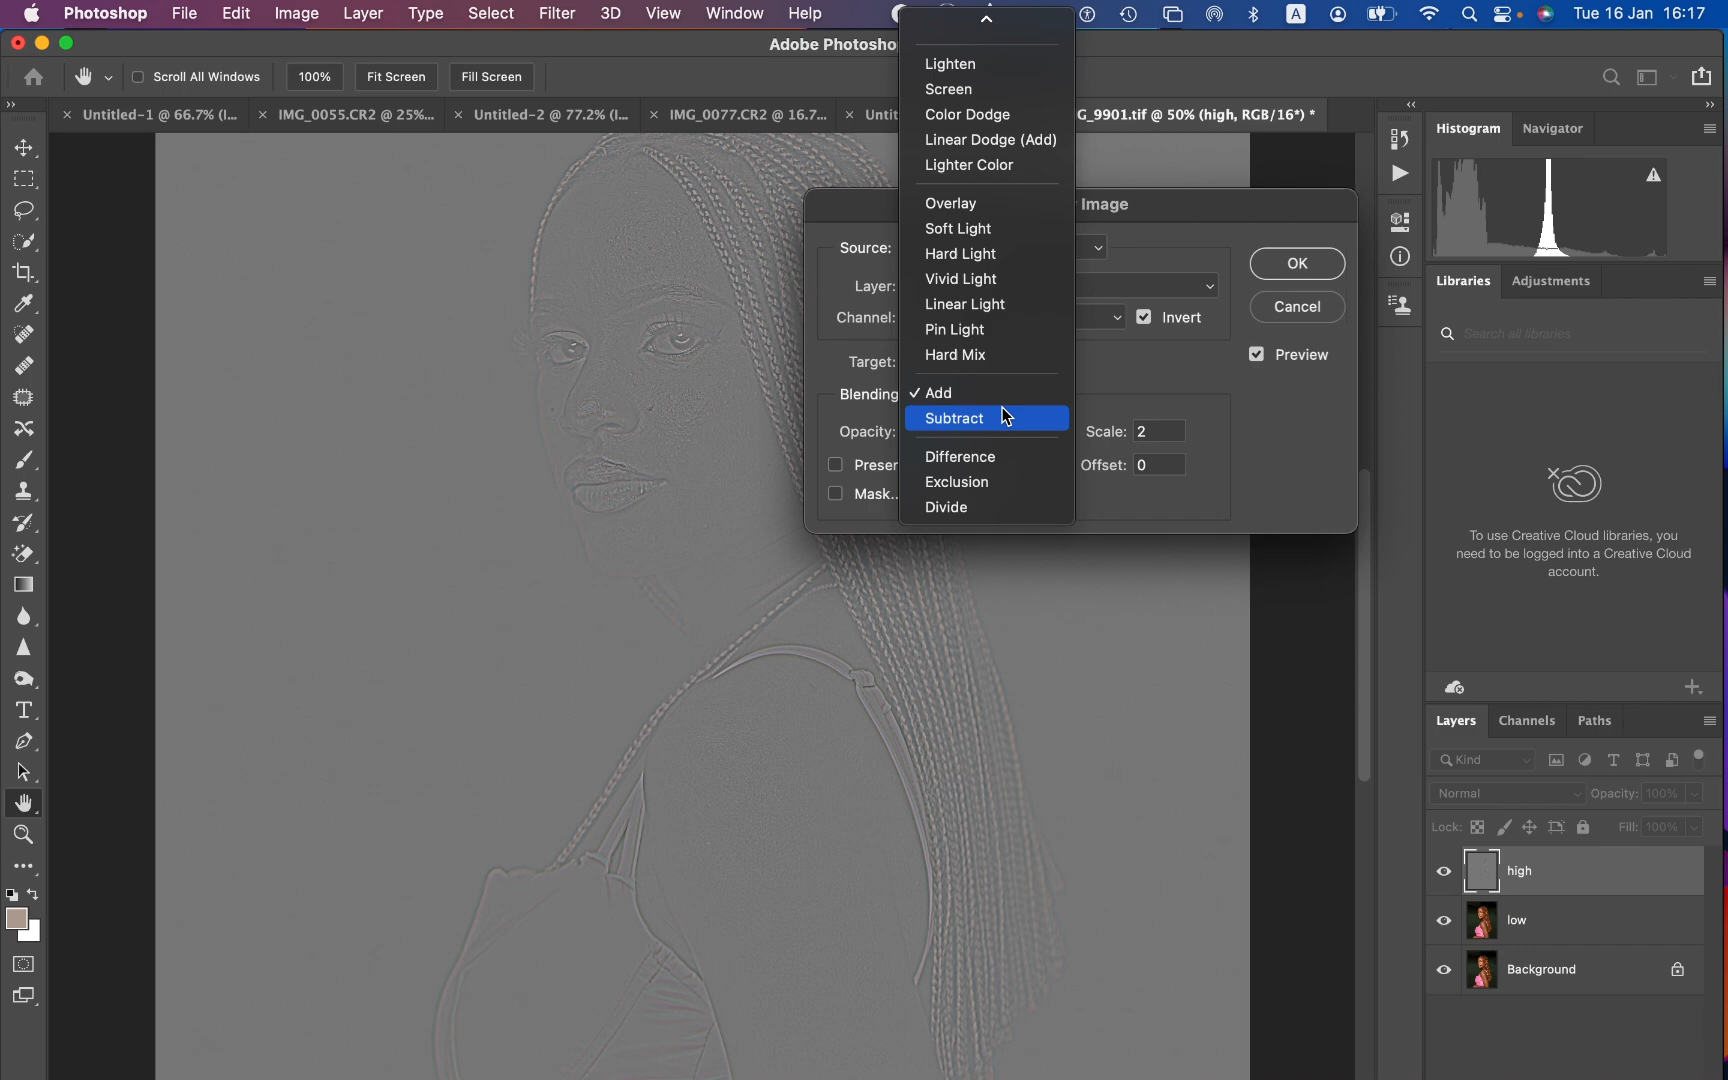 Photoshop File Edit Image Layer Type Select Filter 3D View Window Help A Tue 16 Jan 16:17
Adobe Photosho
Scroll All Windows 100% Fit Screen Fill Screen
Untitled-1 @ 66.7% (l... IMG_0055.CR2 @ 25%... Untitled-2 @ 77.2% (l... IMG_0077.CR2 @ 16.7... Untit G_9901.tif @ 50% (high, RGB/16*) *
Lighten
Screen
Color Dodge
Linear Dodge (Add)
Lighter Color
Overlay
Soft Light
Hard Light
Vivid Light
Linear Light
Pin Light
Hard Mix
✓ Add
Subtract
Difference
Exclusion
Divide
Image
Source:
Layer:
Channel: Invert
Target:
Blending
Opacity: Scale: 2
Preser Offset: 0
Mask..
OK
Cancel
Preview
Histogram Navigator
Libraries Adjustments
Search all libraries
To use Creative Cloud libraries, you
need to be logged into a Creative Cloud
account.
Layers Channels Paths
Kind
Normal Opacity: 100%
Lock: Fill: 100%
high
low
Background